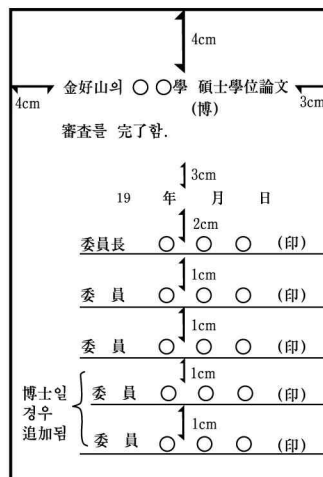 4cm
4cm 金好山의 ○ ○學 碩士學位論文 3cm
(博)
審査를 完了함.
3cm
19 年 月 日
2cm
委員長 ○ ○ ○ (印)
1cm
委 員 ○ ○ ○ (印)
1cm
委 員 ○ ○ ○ (印)
1cm
博士일
경우
追加됨
委 員 ○ ○ ○ (印)
1cm
委 員 ○ ○ ○ (印)